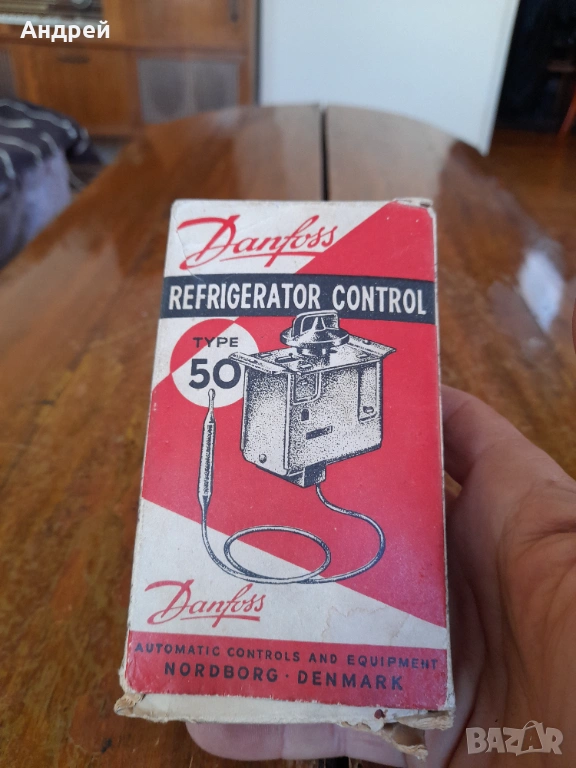 Андрей
Danfoss
REFRIGERATOR CONTROL
TYPE
50
Danfoss
AUTOMATIC CONTROLS AND EQUIPMENT
NORDBORG · DENMARK
BAZAR